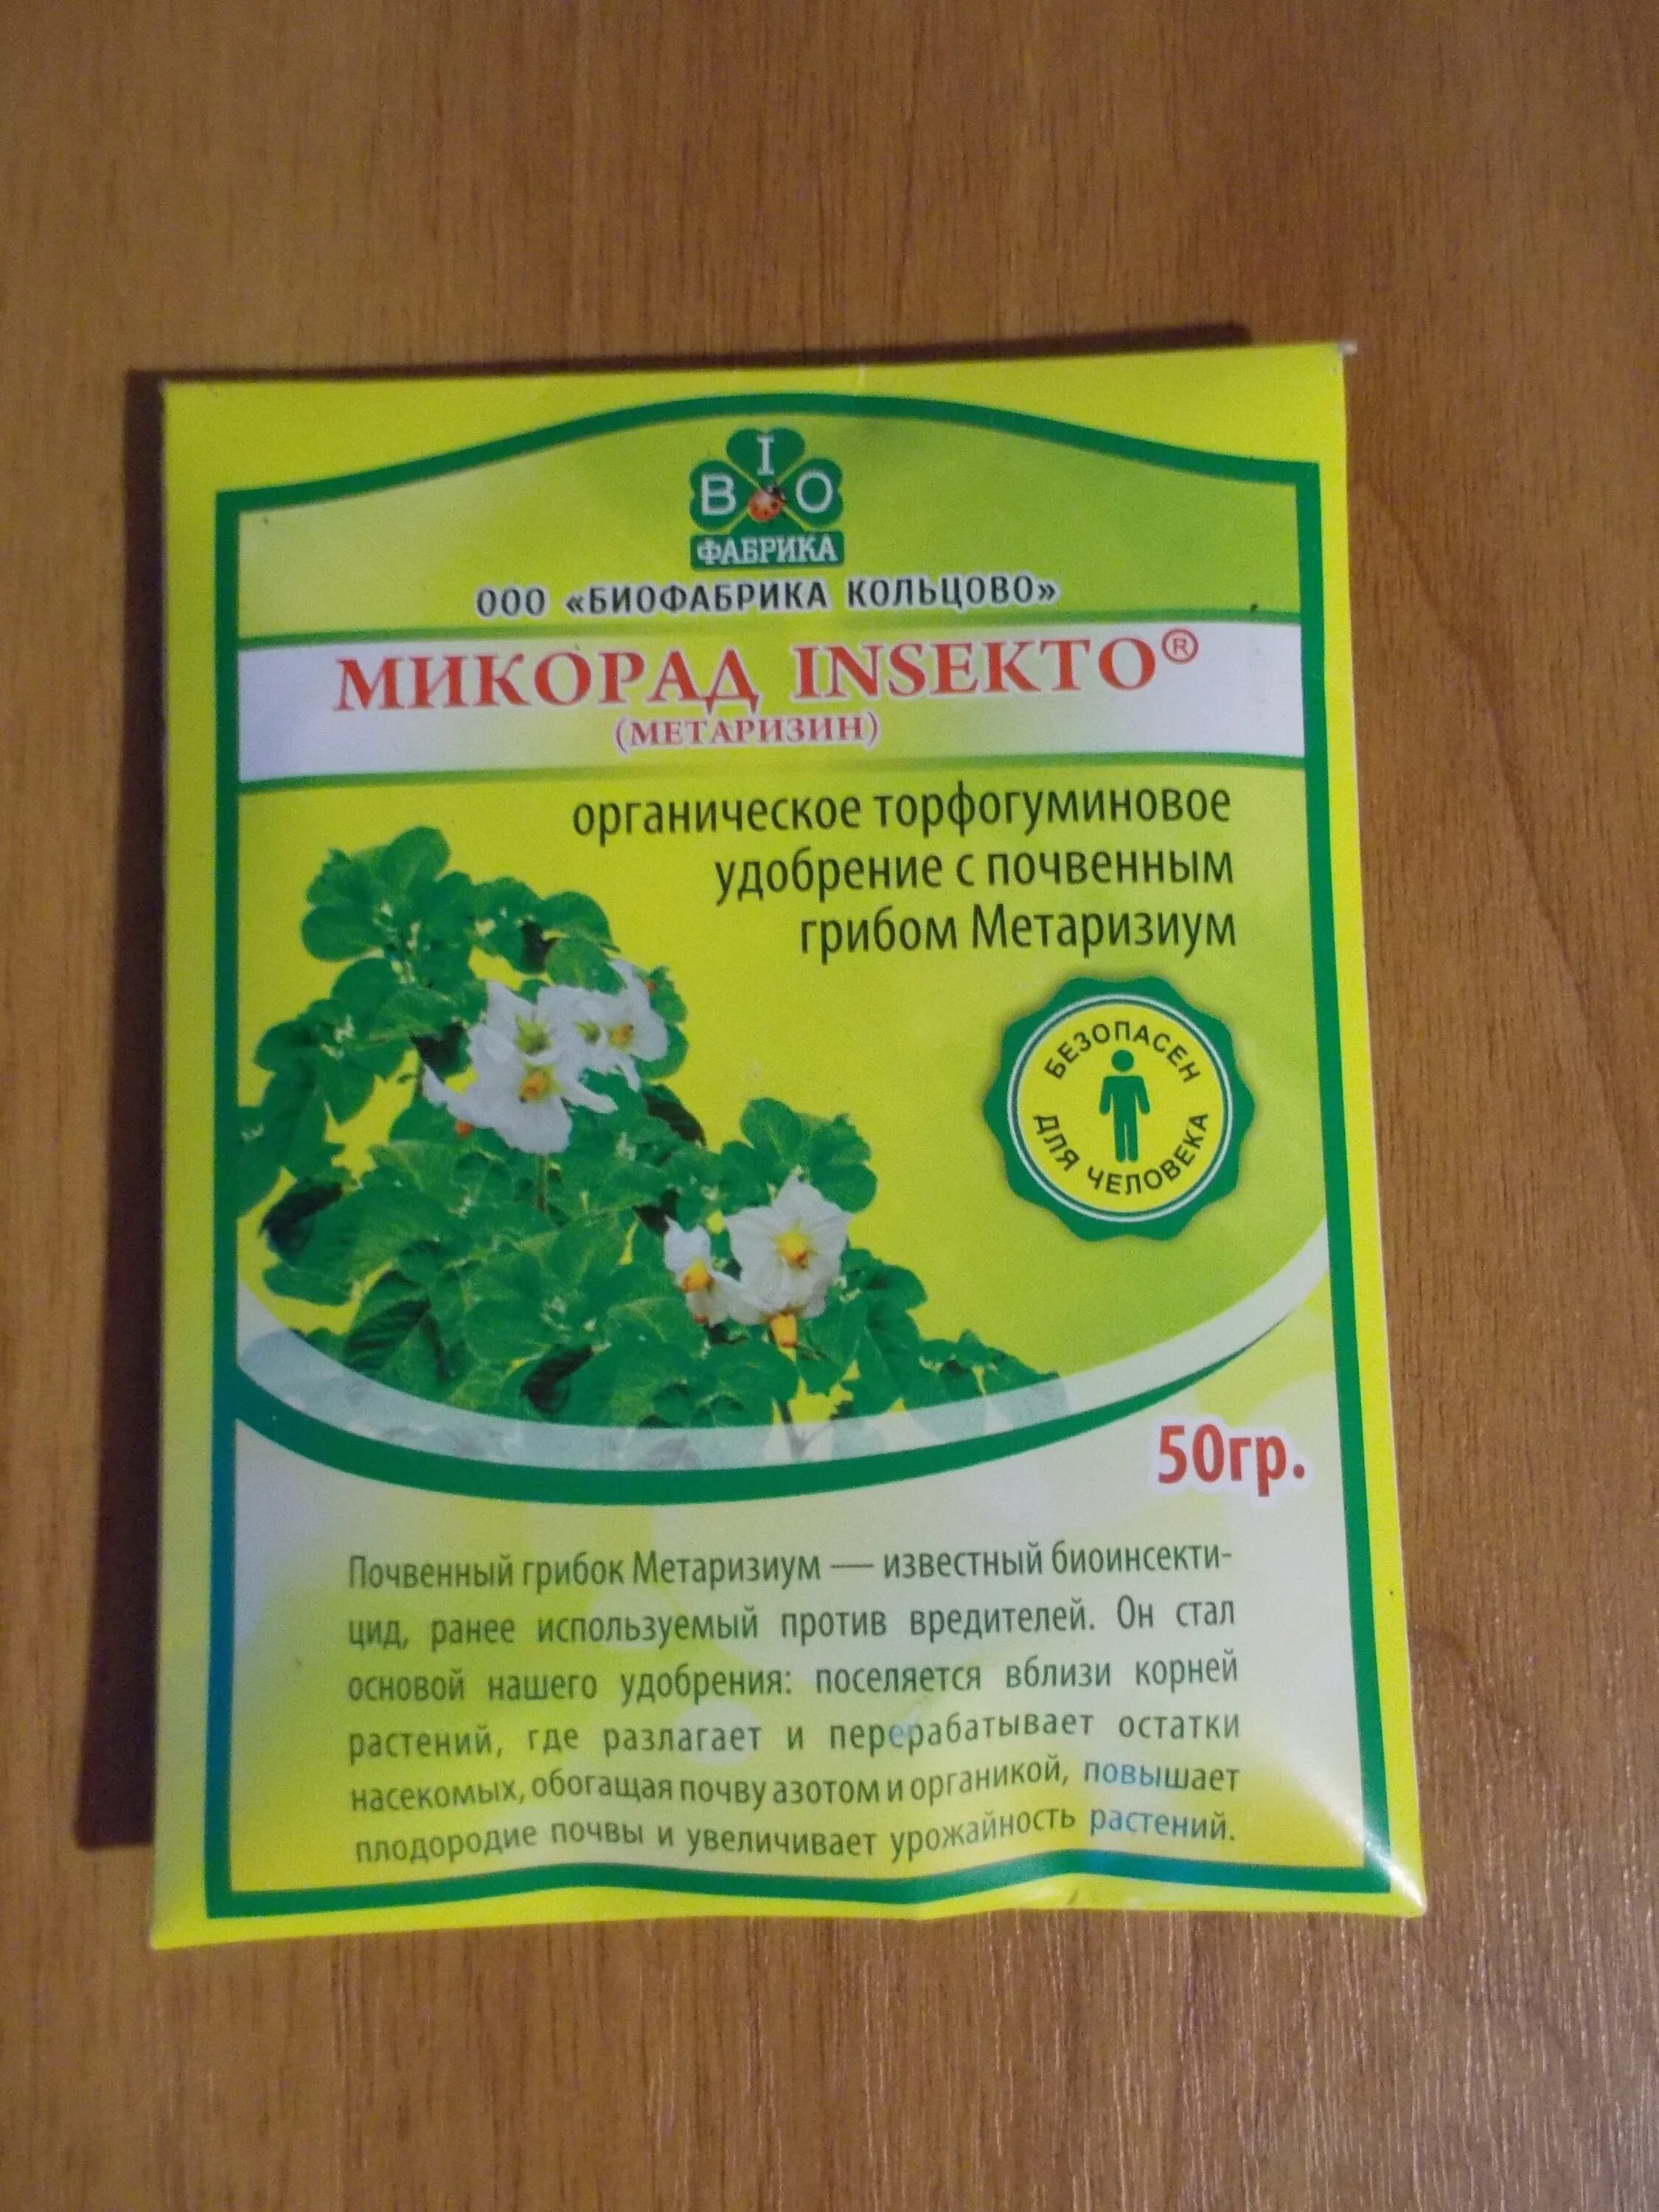 BIO
ФАБРИКА
ООО «БИОФАБРИКА КОЛЬЦОВО»
МИКОРАД INSEKTO®
(МЕТАРИЗИН)
органическое торфогуминовое
удобрение с почвенным
грибом Метаризиум
БЕЗОПАСЕН
ДЛЯ ЧЕЛОВЕКА
50гр.
Почвенный грибок Метаризиум — известный биоинсекти-
цид, ранее используемый против вредителей. Он стал
основой нашего удобрения: поселяется вблизи корней
растений, где разлагает и перерабатывает остатки
насекомых, обогащая почву азотом и органикой, повышает
плодородие почвы и увеличивает урожайность растений.